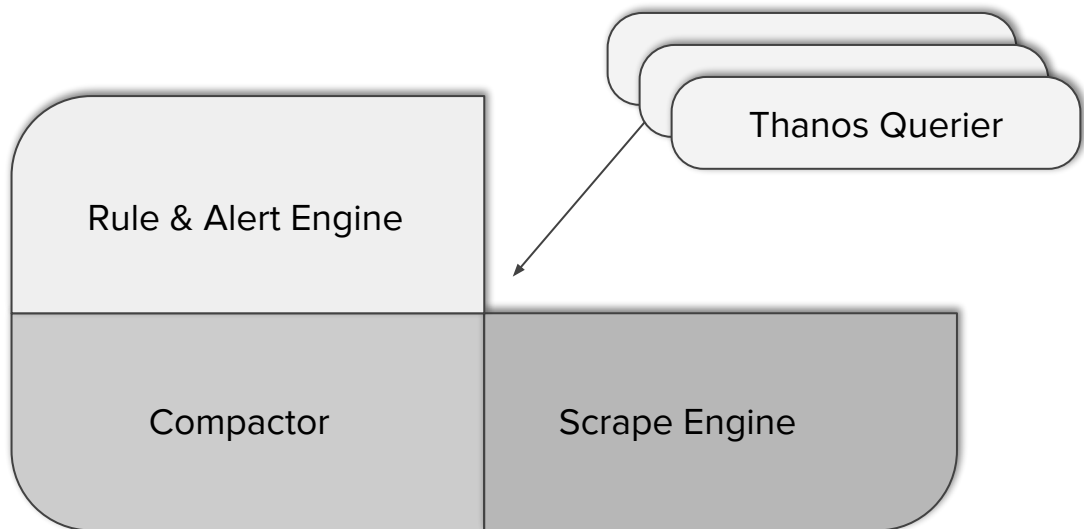 Thanos Querier
Rule & Alert Engine
Compactor
Scrape Engine